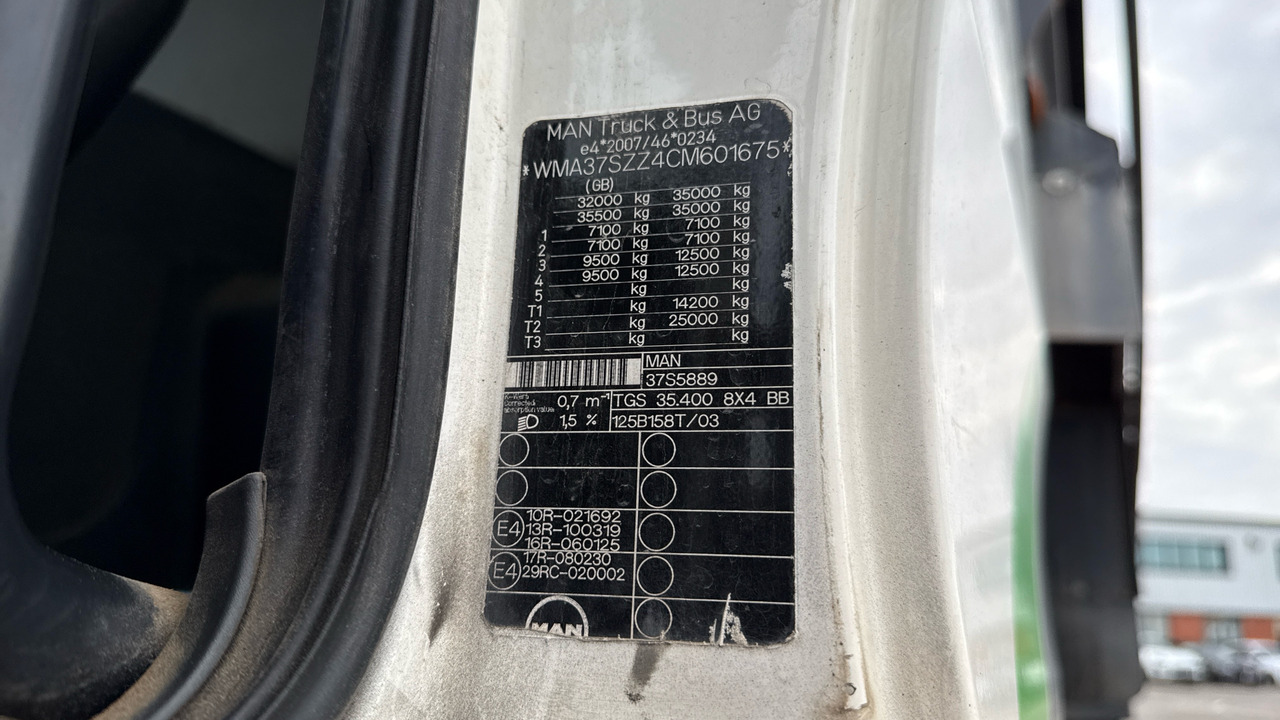 MAN Truck & Bus AG
e4*2007/46*0234
*WMA37SZZ4CM601675*
(GB)
32000 kg 35000 kg
35500 kg 35000 kg
1 7100 kg 7100 kg
2 7100 kg 7100 kg
3 9500 kg 12500 kg
4 9500 kg 12500 kg
5 kg kg
T1 kg 14200 kg
T2 kg 25000 kg
T3 kg kg
MAN
37S5889
K-Wert
Corrected
absorption value
0,7 m⁻¹ TGS 35.400 8X4 BB
1,5 % 125B158T/03
10R-021692
E4 13R-100319
16R-060125
17R-080230
E4 29RC-020002
MAN